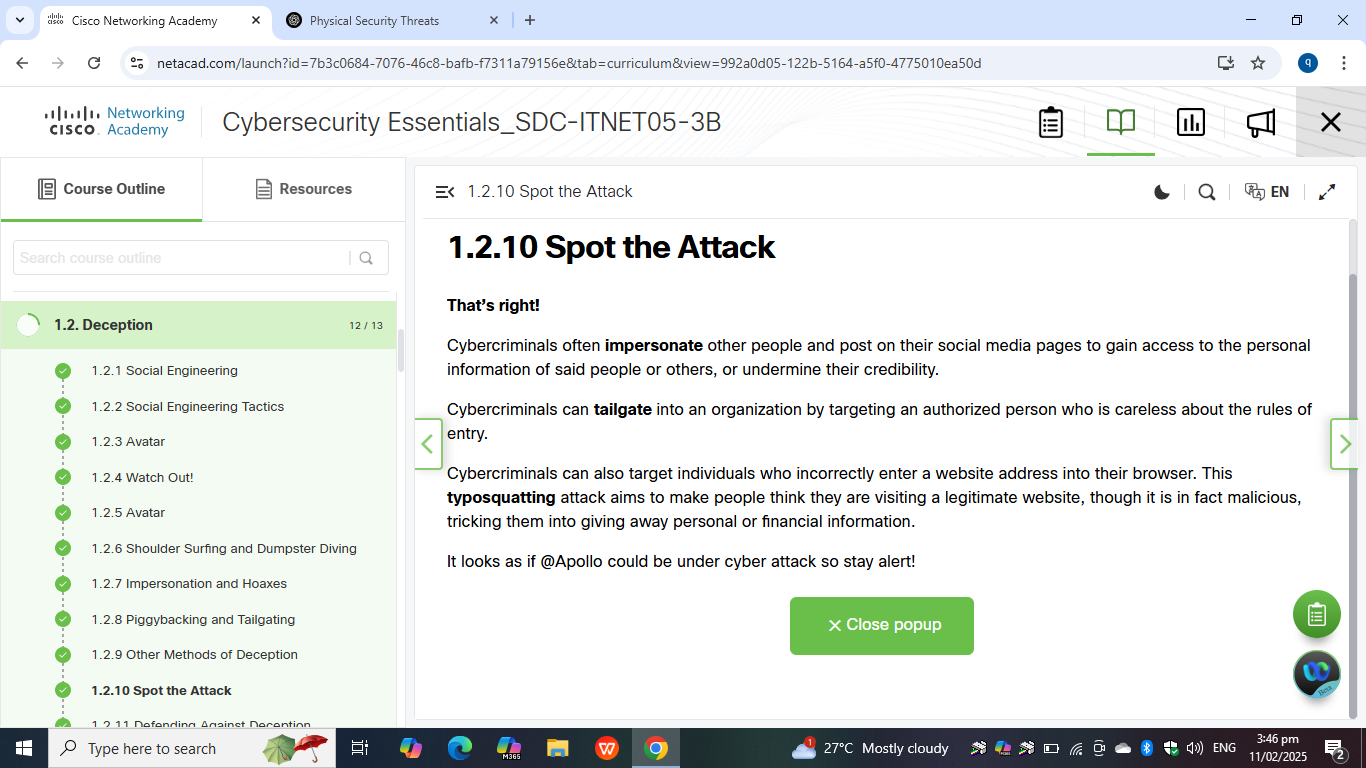 Cisco Networking Academy
Physical Security Threats
netacad.com/launch?id=7b3c0684-7076-46c8-bafb-f7311a79156e&tab=curriculum&view=992a0d05-122b-5164-a5f0-4775010ea50d
q
CISCO
Networking
Academy
Cybersecurity Essentials_SDC-ITNET05-3B
Course Outline
Resources
Search course outline
1.2. Deception
12 / 13
1.2.1 Social Engineering
1.2.2 Social Engineering Tactics
1.2.3 Avatar
1.2.4 Watch Out!
1.2.5 Avatar
1.2.6 Shoulder Surfing and Dumpster Diving
1.2.7 Impersonation and Hoaxes
1.2.8 Piggybacking and Tailgating
1.2.9 Other Methods of Deception
1.2.10 Spot the Attack
1.2.11 Defending Against Deception
1.2.10 Spot the Attack
EN
1.2.10 Spot the Attack
That's right!
Cybercriminals often impersonate other people and post on their social media pages to gain access to the personal
information of said people or others, or undermine their credibility.
Cybercriminals can tailgate into an organization by targeting an authorized person who is careless about the rules of
entry.
Cybercriminals can also target individuals who incorrectly enter a website address into their browser. This
typosquatting attack aims to make people think they are visiting a legitimate website, though it is in fact malicious,
tricking them into giving away personal or financial information.
It looks as if @Apollo could be under cyber attack so stay alert!
Close popup
Beta
Type here to search
M365
1
27°C Mostly cloudy
ENG
3:46 pm
11/02/2025
2